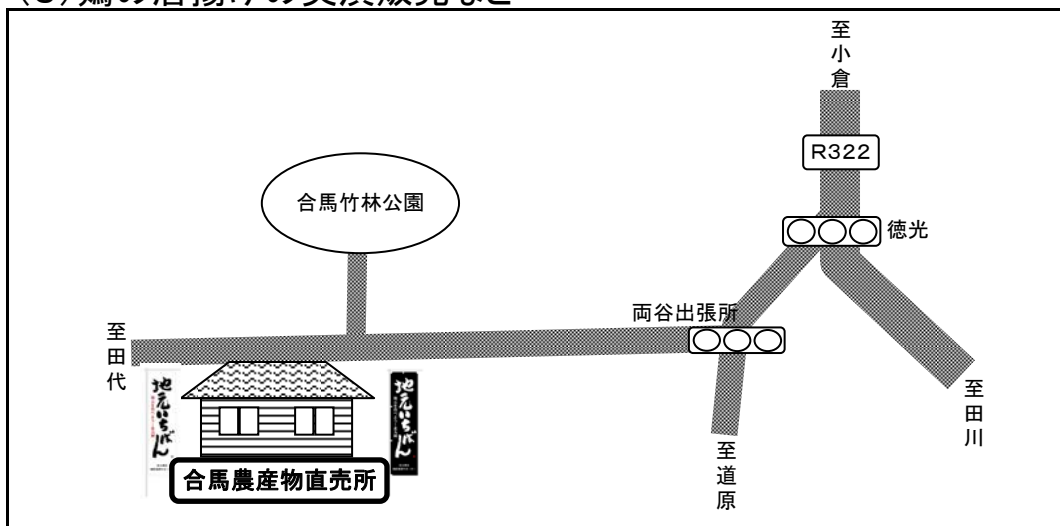 至小倉
R322
徳光
合馬竹林公園
両谷出張所
至田代
地元いちばん
地元いちばん
合馬農産物直売所
至道原
至田川